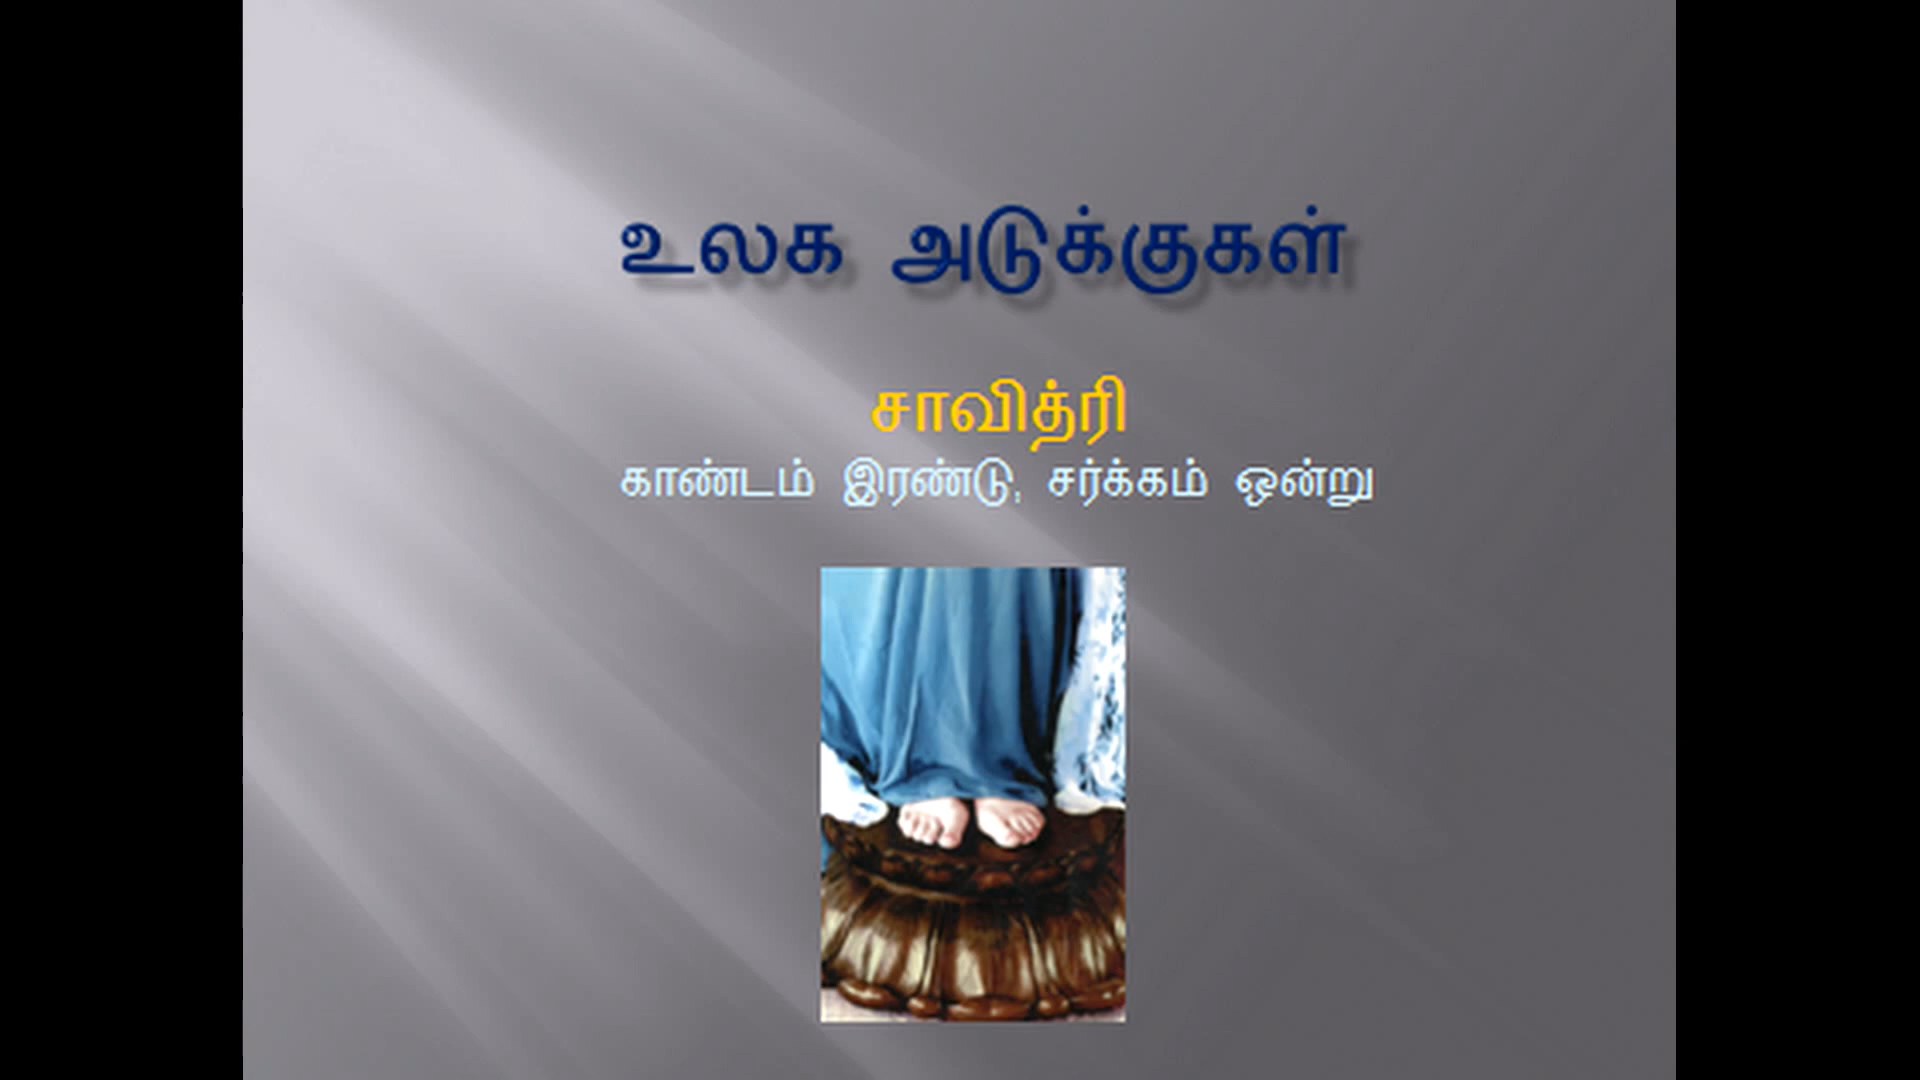 உலக அடுக்குகள்
சாவித்ரி
காண்டம் இரண்டு, சர்க்கம் ஒன்று